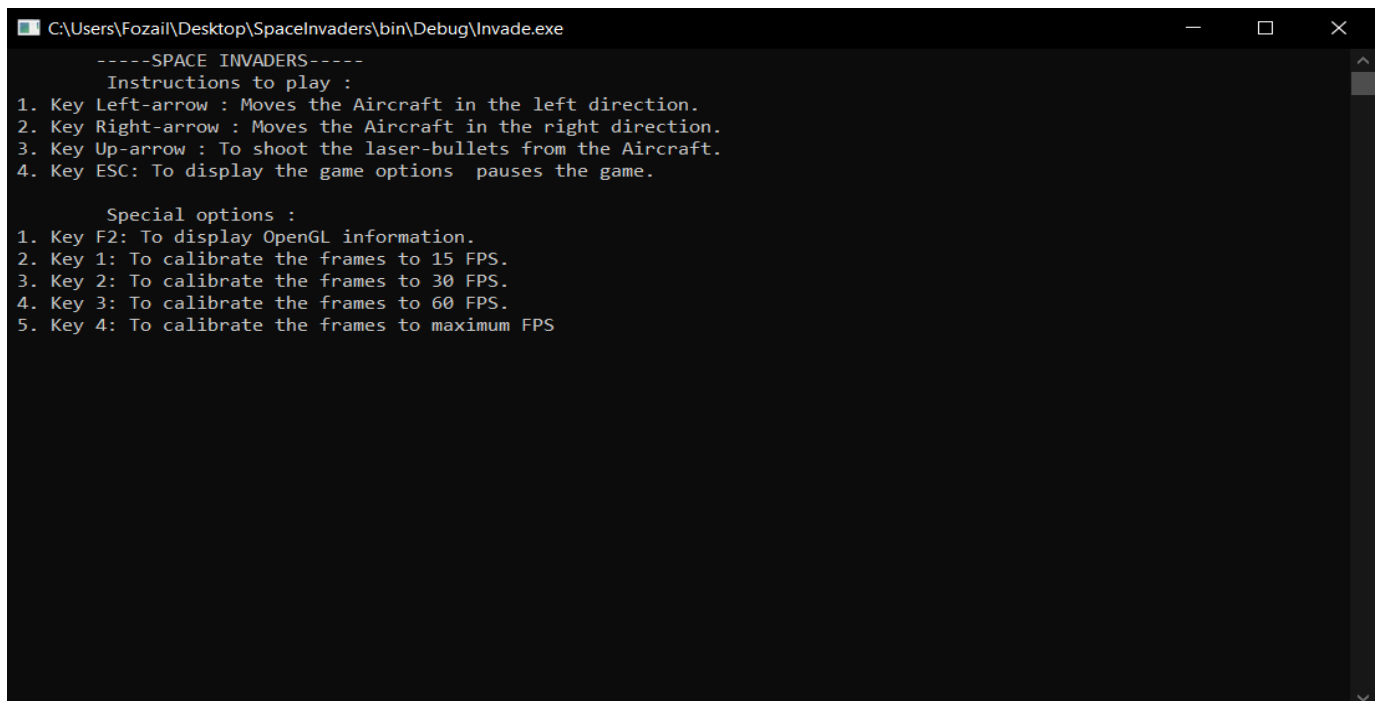 C:\Users\Fozail\Desktop\SpaceInvaders\bin\Debug\Invade.exe
-----SPACE INVADERS-----
Instructions to play :
1. Key Left-arrow : Moves the Aircraft in the left direction.
2. Key Right-arrow : Moves the Aircraft in the right direction.
3. Key Up-arrow : To shoot the laser-bullets from the Aircraft.
4. Key ESC: To display the game options  pauses the game.
Special options :
1. Key F2: To display OpenGL information.
2. Key 1: To calibrate the frames to 15 FPS.
3. Key 2: To calibrate the frames to 30 FPS.
4. Key 3: To calibrate the frames to 60 FPS.
5. Key 4: To calibrate the frames to maximum FPS